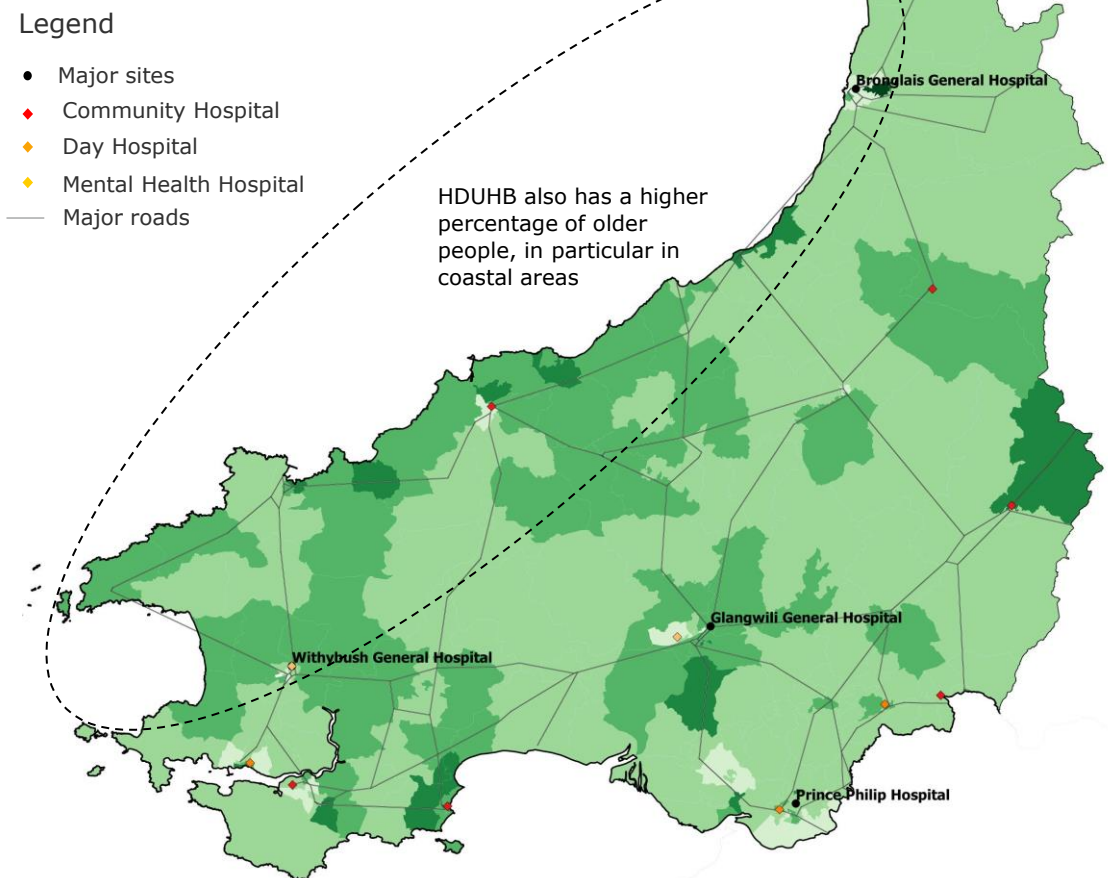 Legend
Major sites
Community Hospital
Day Hospital
Mental Health Hospital
Major roads
Bronglais General Hospital
HDUHB also has a higher
percentage of older
people, in particular in
coastal areas
Glangwili General Hospital
Withybush General Hospital
Prince Philip Hospital